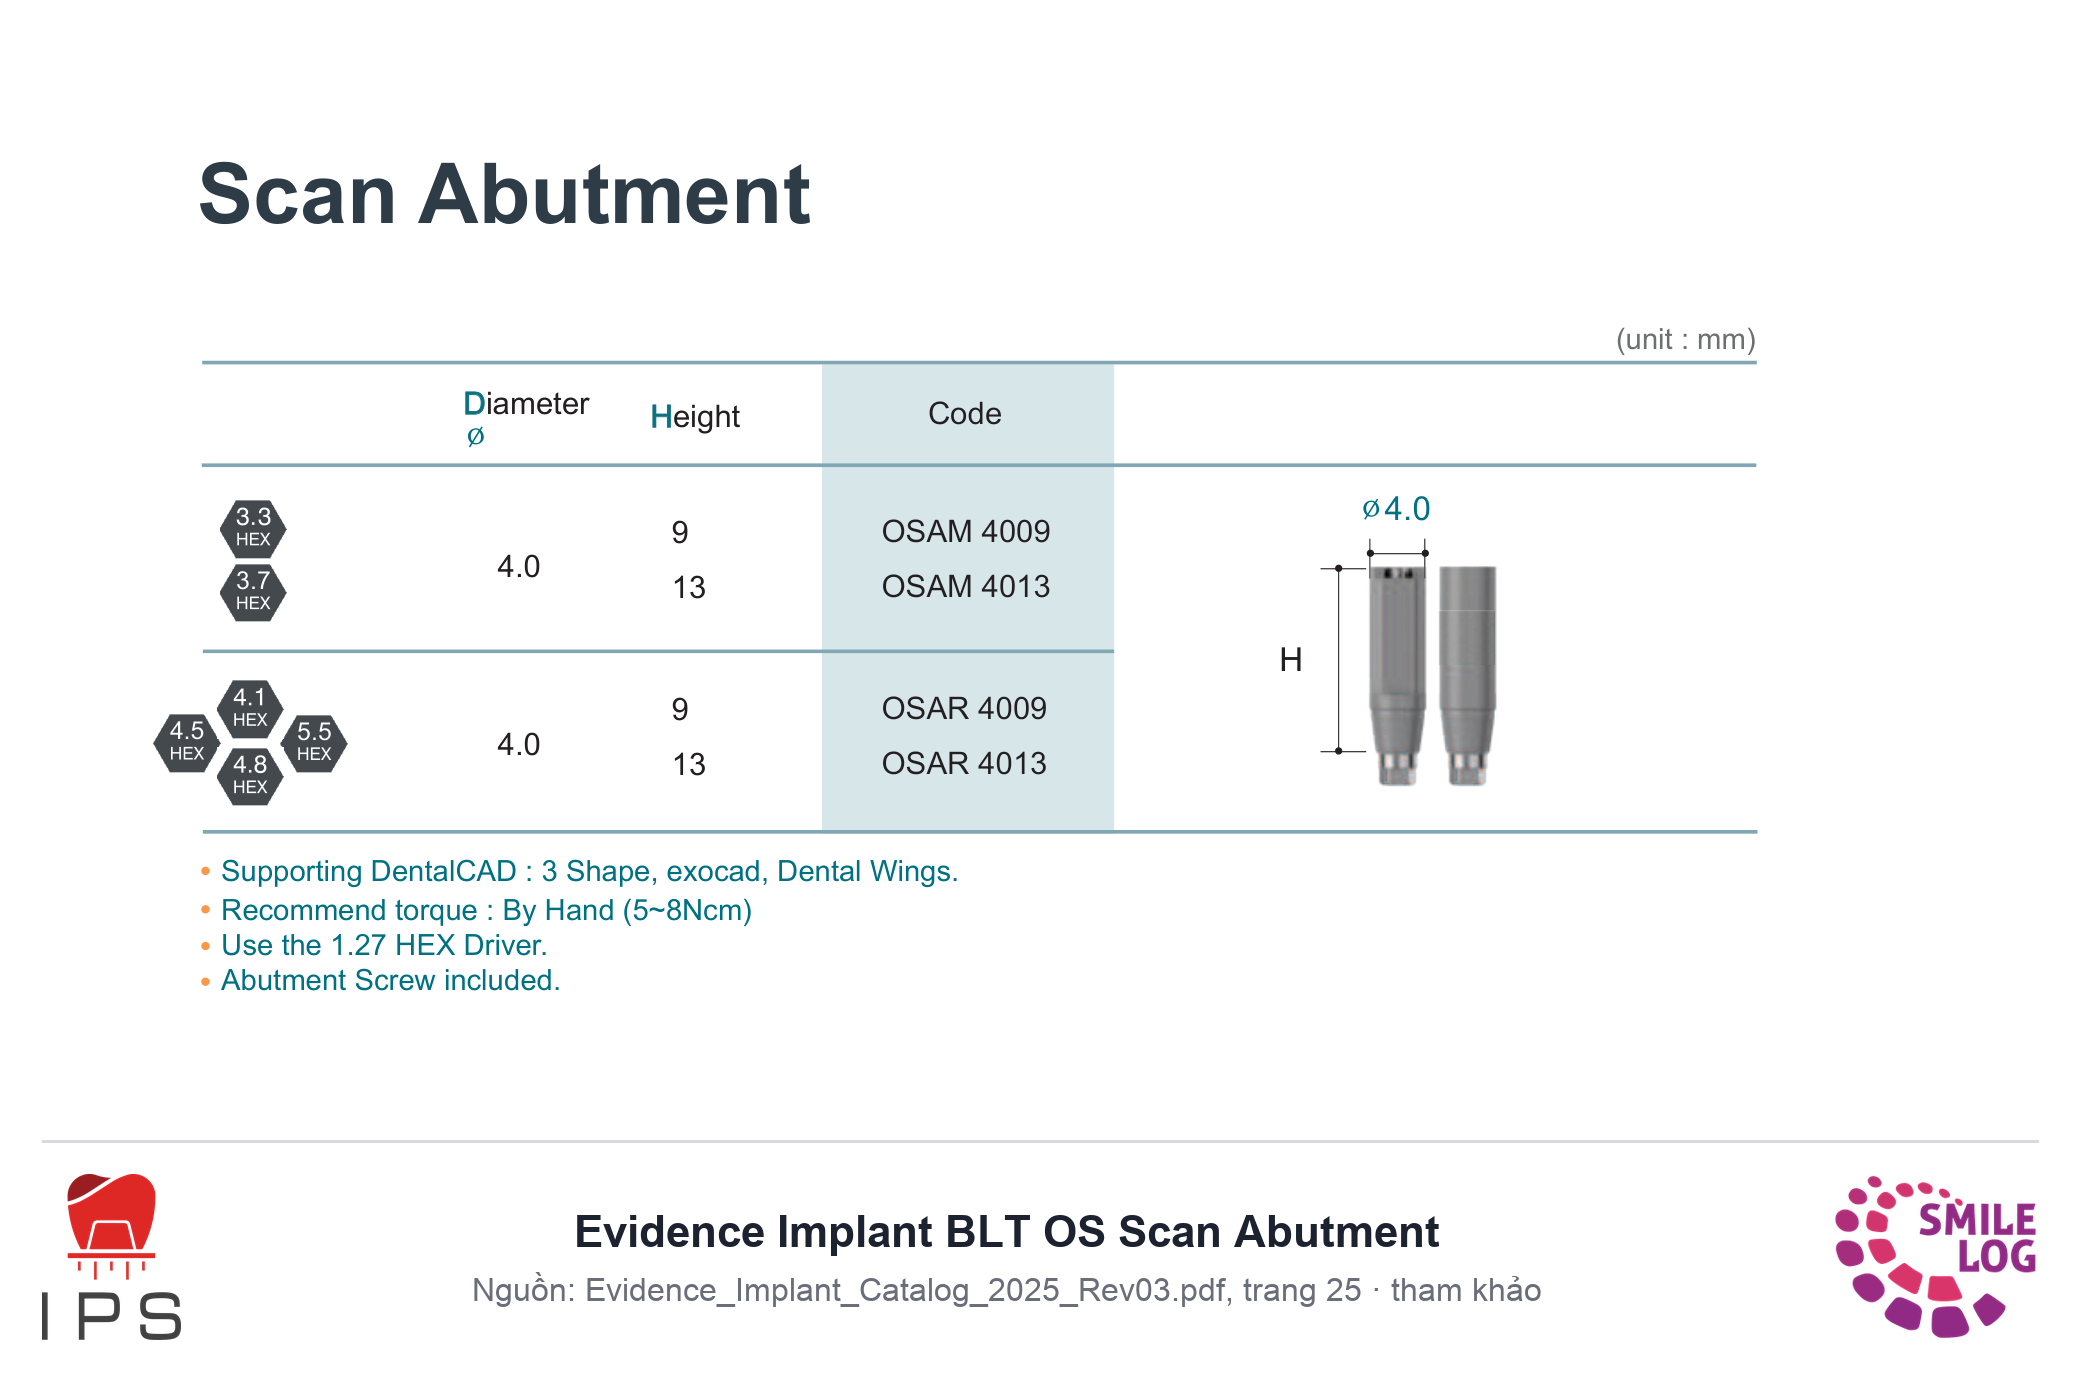 Scan Abutment
(unit : mm)
Diameter
ø
Height
Code
3.3
HEX
3.7
HEX
4.0
9
OSAM 4009
13
OSAM 4013
4.1
HEX
4.5
HEX
5.5
HEX
4.8
HEX
4.0
9
OSAR 4009
13
OSAR 4013
ø4.0
H
• Supporting DentalCAD : 3 Shape, exocad, Dental Wings.
• Recommend torque : By Hand (5~8Ncm)
• Use the 1.27 HEX Driver.
• Abutment Screw included.
IPS
Evidence Implant BLT OS Scan Abutment
Nguồn: Evidence_Implant_Catalog_2025_Rev03.pdf, trang 25 · tham khảo
SMILE
LOG